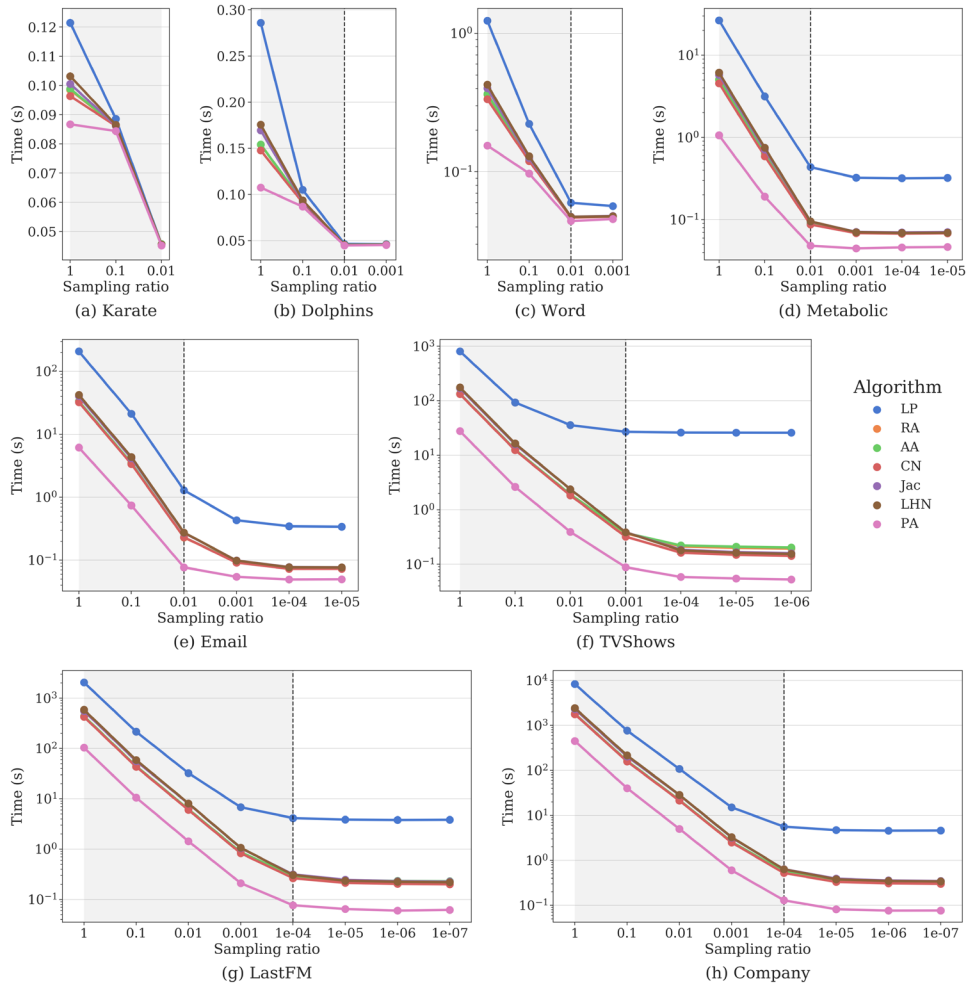 Time (s)
0.12
0.11
0.10
0.09
0.08
0.07
0.06
0.05
1
0.1
0.01
Sampling ratio
(a) Karate
Time (s)
0.30
0.25
0.20
0.15
0.10
0.05
1
0.1
0.01
0.001
Sampling ratio
(b) Dolphins
Time (s)
10^0
10^−1
1
0.1
0.01
0.001
Sampling ratio
(c) Word
Time (s)
10^1
10^0
10^−1
1
0.1
0.01
0.001
1e-04
1e-05
Sampling ratio
(d) Metabolic
Time (s)
10^2
10^1
10^0
10^−1
1
0.1
0.01
0.001
1e-04
1e-05
Sampling ratio
(e) Email
Time (s)
10^3
10^2
10^1
10^0
10^−1
1
0.1
0.01
0.001
1e-04
1e-05
1e-06
Sampling ratio
(f) TVShows
Algorithm
LP
RA
AA
CN
Jac
LHN
PA
Time (s)
10^3
10^2
10^1
10^0
10^−1
1
0.1
0.01
0.001
1e-04
1e-05
1e-06
1e-07
Sampling ratio
(g) LastFM
Time (s)
10^4
10^3
10^2
10^1
10^0
10^−1
1
0.1
0.01
0.001
1e-04
1e-05
1e-06
1e-07
Sampling ratio
(h) Company